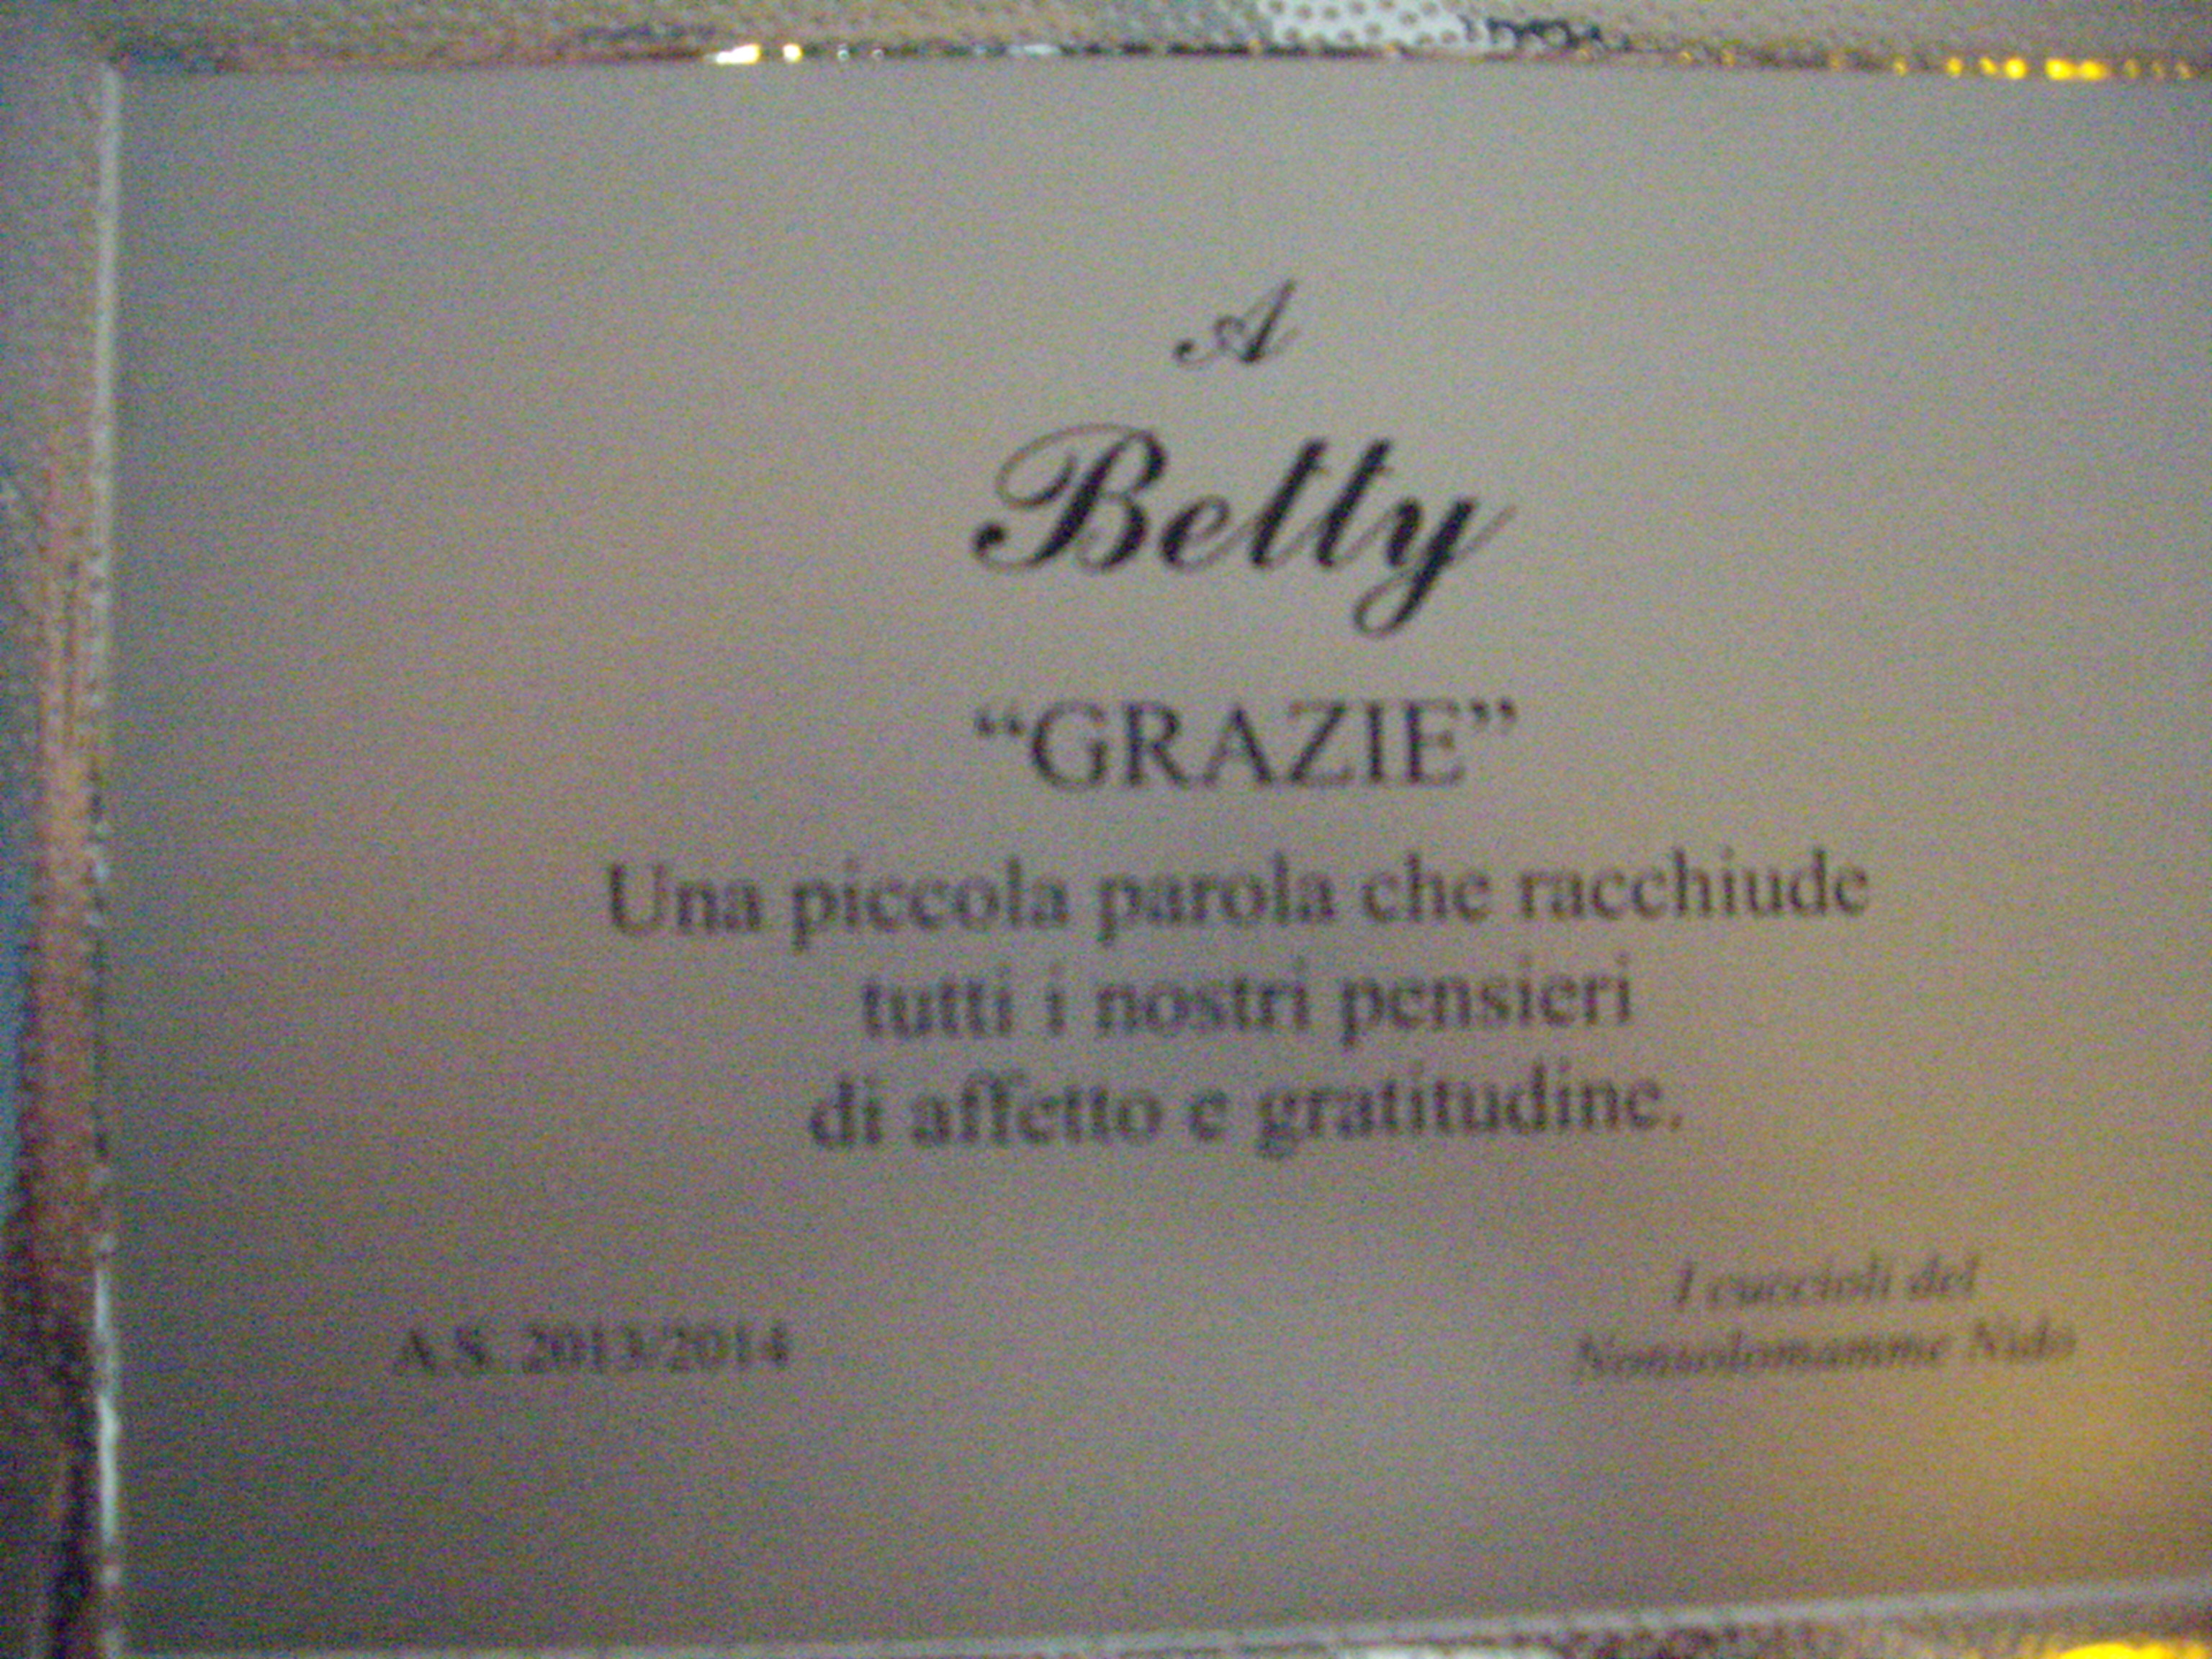 A
Betty
“GRAZIE”
Una piccola parola che racchiude
tutti i nostri pensieri
di affetto e gratitudine.
I cuccioli del
Nonsolomamme Nido
A.S. 2013/2014